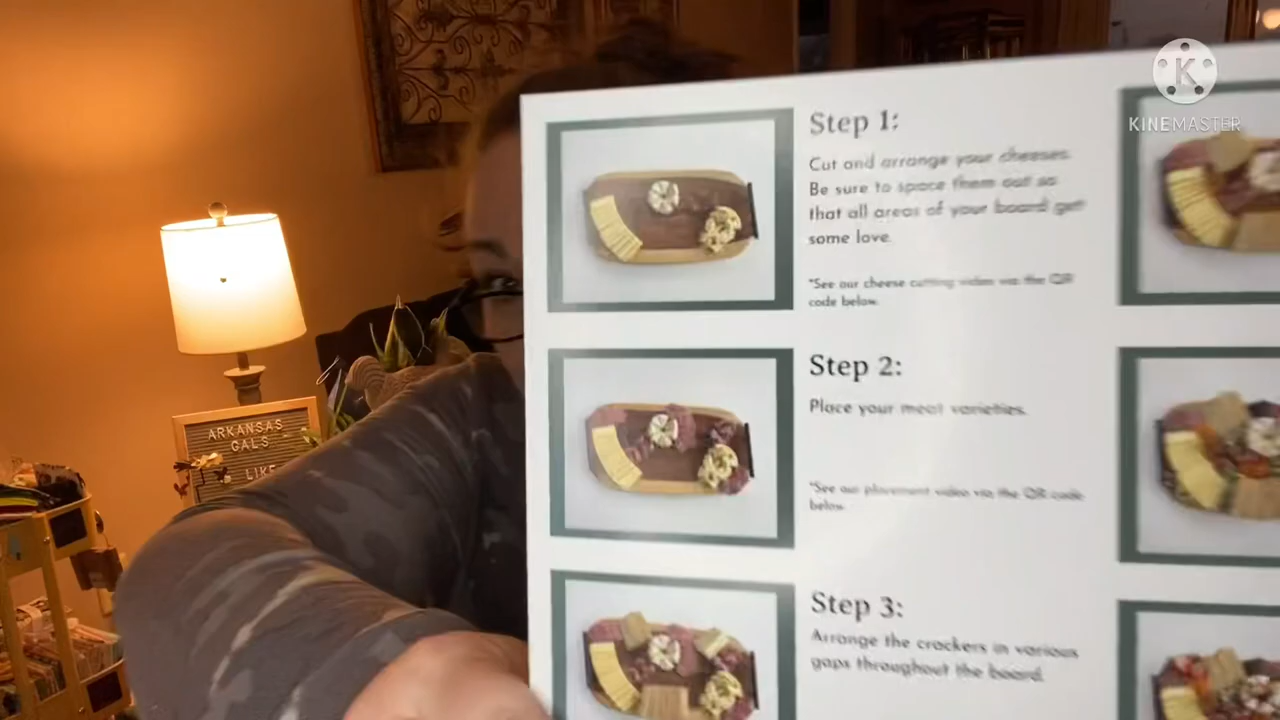 KINEMASTER
Step 1:
Cut and arrange your cheeses.
Be sure to space them out so
that all areas of your board get
some love.
*See our cheese cutting video via the QR
code below.
Step 2:
Place your meat varieties.
*See our placement video via the QR code
below.
Step 3:
Arrange the crackers in various
gaps throughout the board.
ARKANSAS
GALS
LIKE